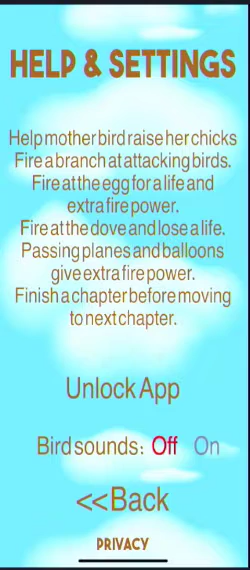 HELP & SETTINGS
Help mother bird raise her chicks
Fire a branch at attacking birds.
Fire at the egg for a life and
extra fire power.
Fire at the dove and lose a life.
Passing planes and balloons
give extra fire power.
Finish a chapter before moving
to next chapter.
Unlock App
Bird sounds: Off On
<<Back
PRIVACY